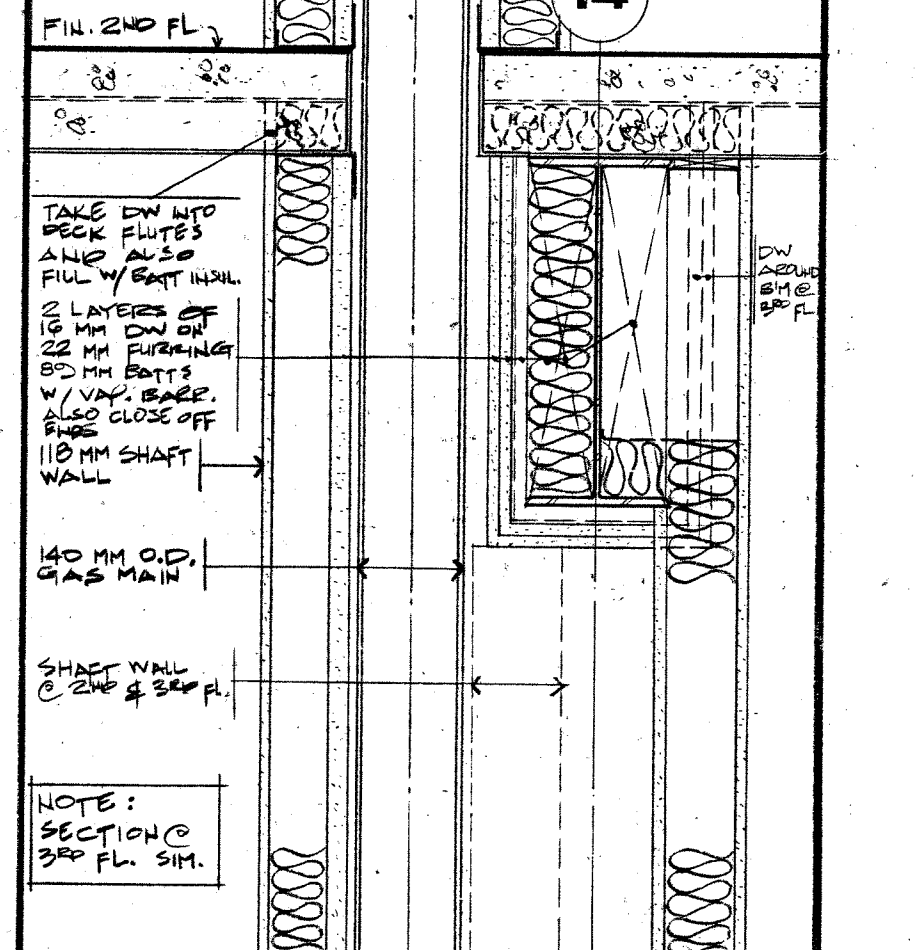 FIN. 2ND FL.
14
TAKE DW INTO
DECK FLUTES
AND ALSO
FILL W/ BATT INSUL.
2 LAYERS OF
16 MM DW ON
22 MM FURRING
89 MM BATTS
W/ VAP. BARR.
ALSO CLOSE OFF
ENDS
118 MM SHAFT
WALL
140 MM O.D.
GAS MAIN
SHAFT WALL
@ 2ND & 3RD FL.
NOTE:
SECTION @
3RD FL. SIM.
DW
AROUND
BM @
3RD FL